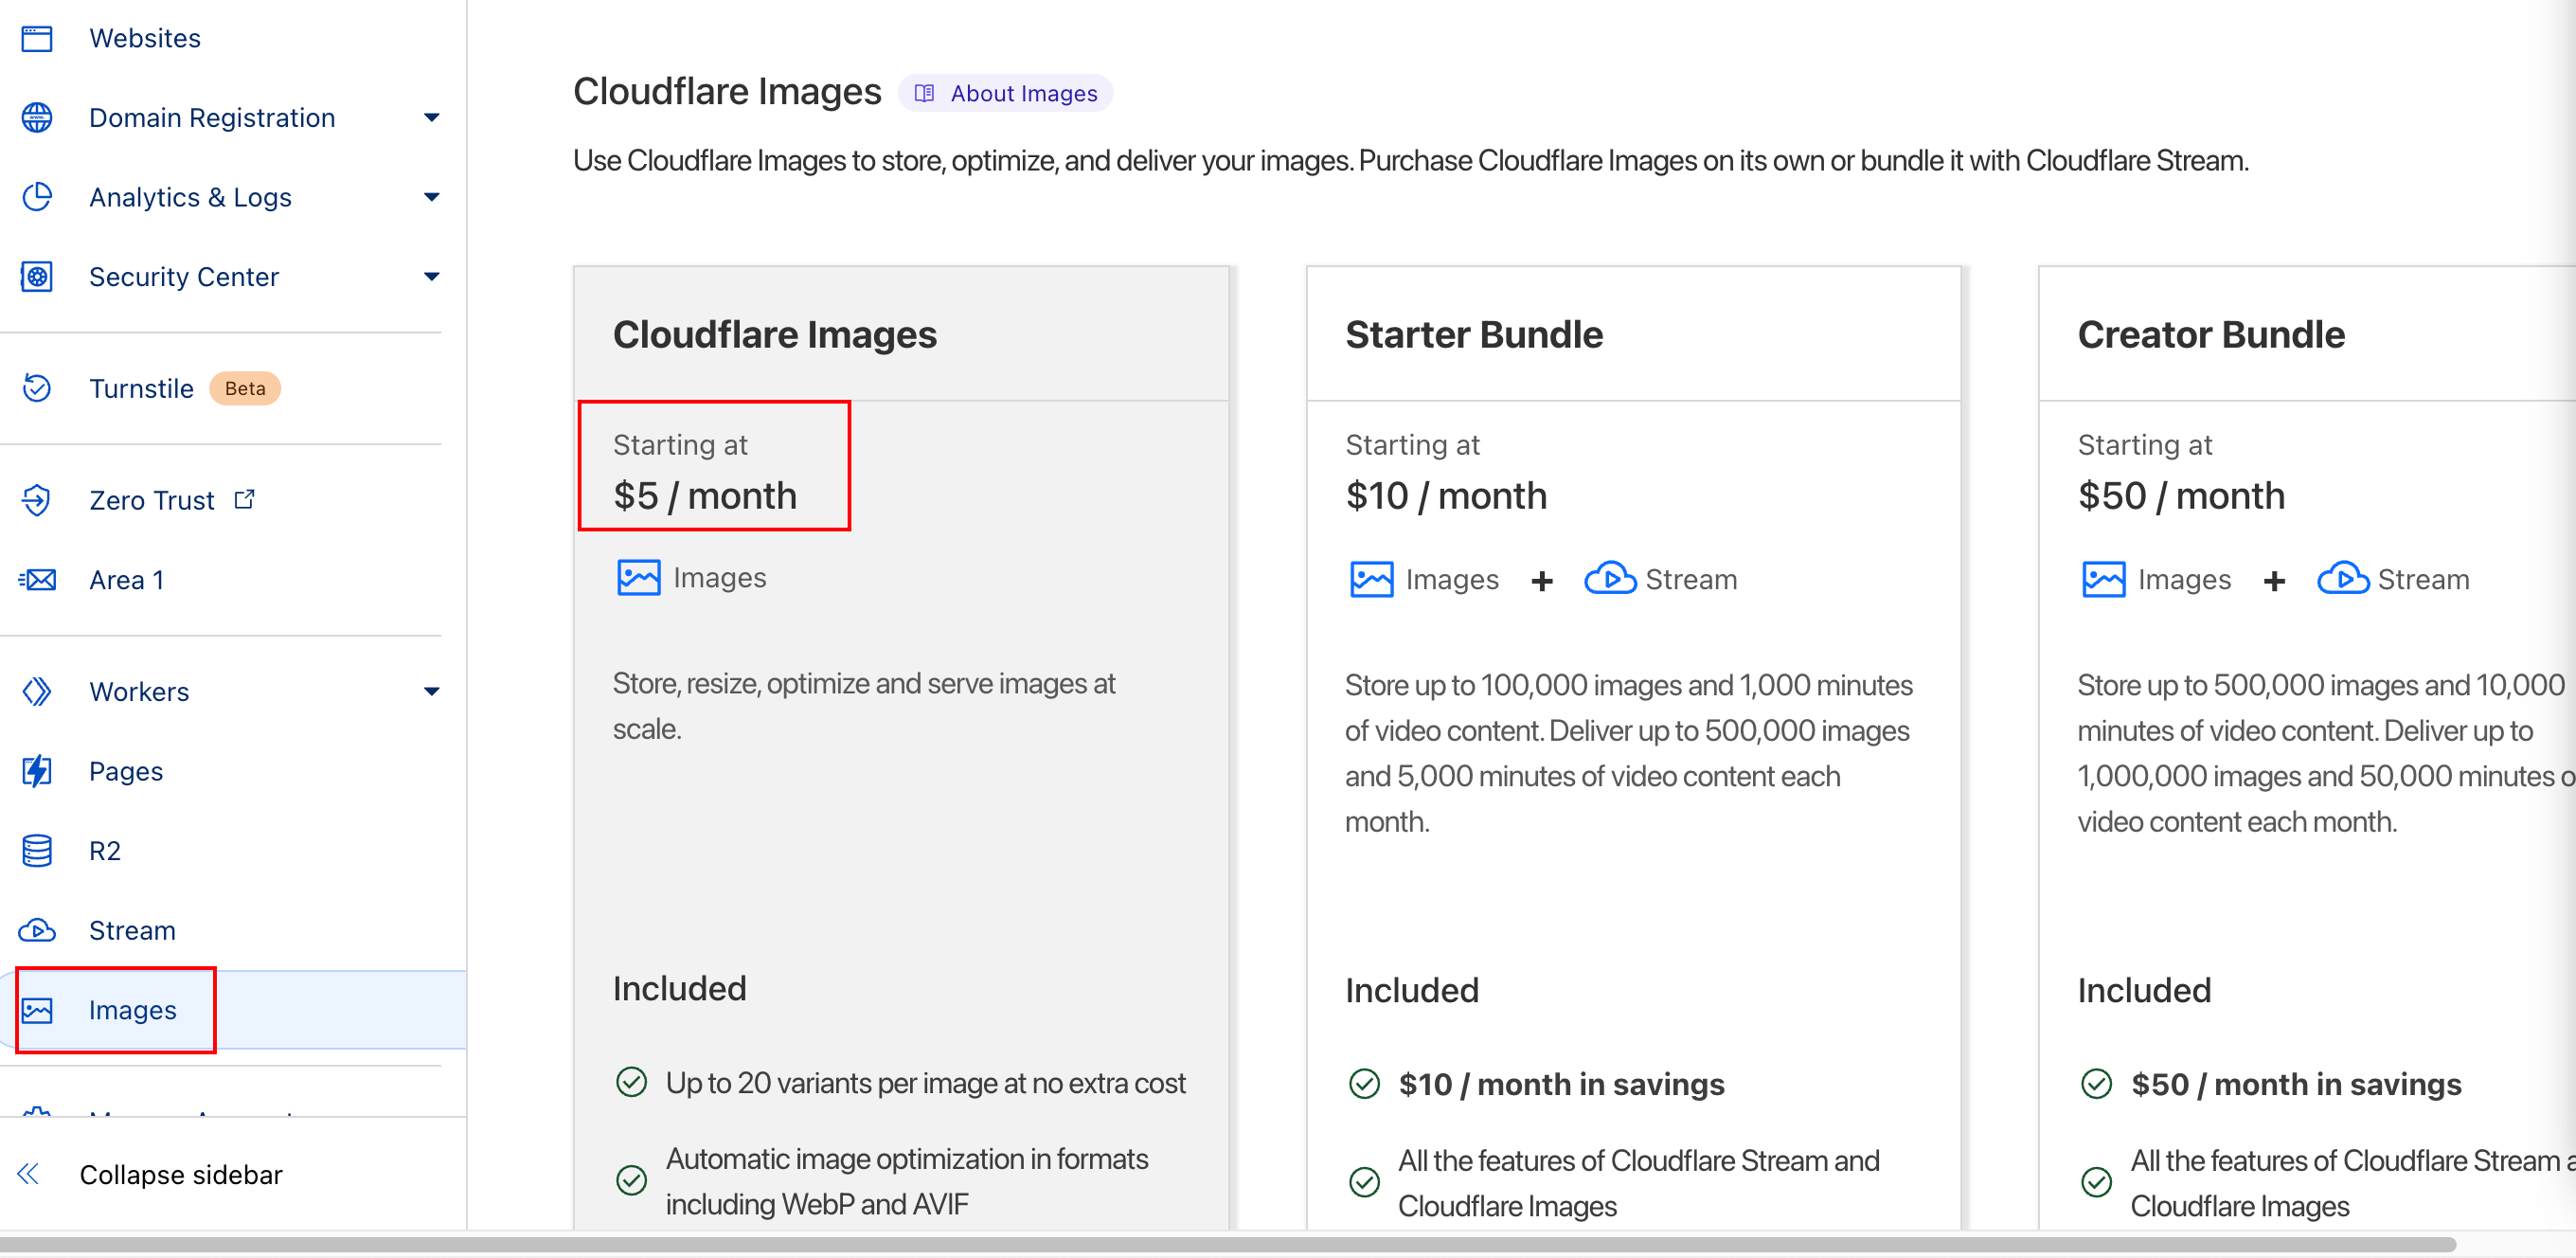 Websites
Domain Registration
Analytics & Logs
Security Center
Turnstile Beta
Zero Trust
Area 1
Workers
Pages
R2
Stream
Images
Collapse sidebar
Cloudflare Images About Images
Use Cloudflare Images to store, optimize, and deliver your images. Purchase Cloudflare Images on its own or bundle it with Cloudflare Stream.
Cloudflare Images
Starting at
$5 / month
Images
Store, resize, optimize and serve images at
scale.
Included
Up to 20 variants per image at no extra cost
Automatic image optimization in formats
including WebP and AVIF
Starter Bundle
Starting at
$10 / month
Images + Stream
Store up to 100,000 images and 1,000 minutes
of video content. Deliver up to 500,000 images
and 5,000 minutes of video content each
month.
Included
$10 / month in savings
All the features of Cloudflare Stream and
Cloudflare Images
Creator Bundle
Starting at
$50 / month
Images + Stream
Store up to 500,000 images and 10,000
minutes of video content. Deliver up to
1,000,000 images and 50,000 minutes
video content each month.
Included
$50 / month in savings
All the features of Cloudflare Stream
Cloudflare Images